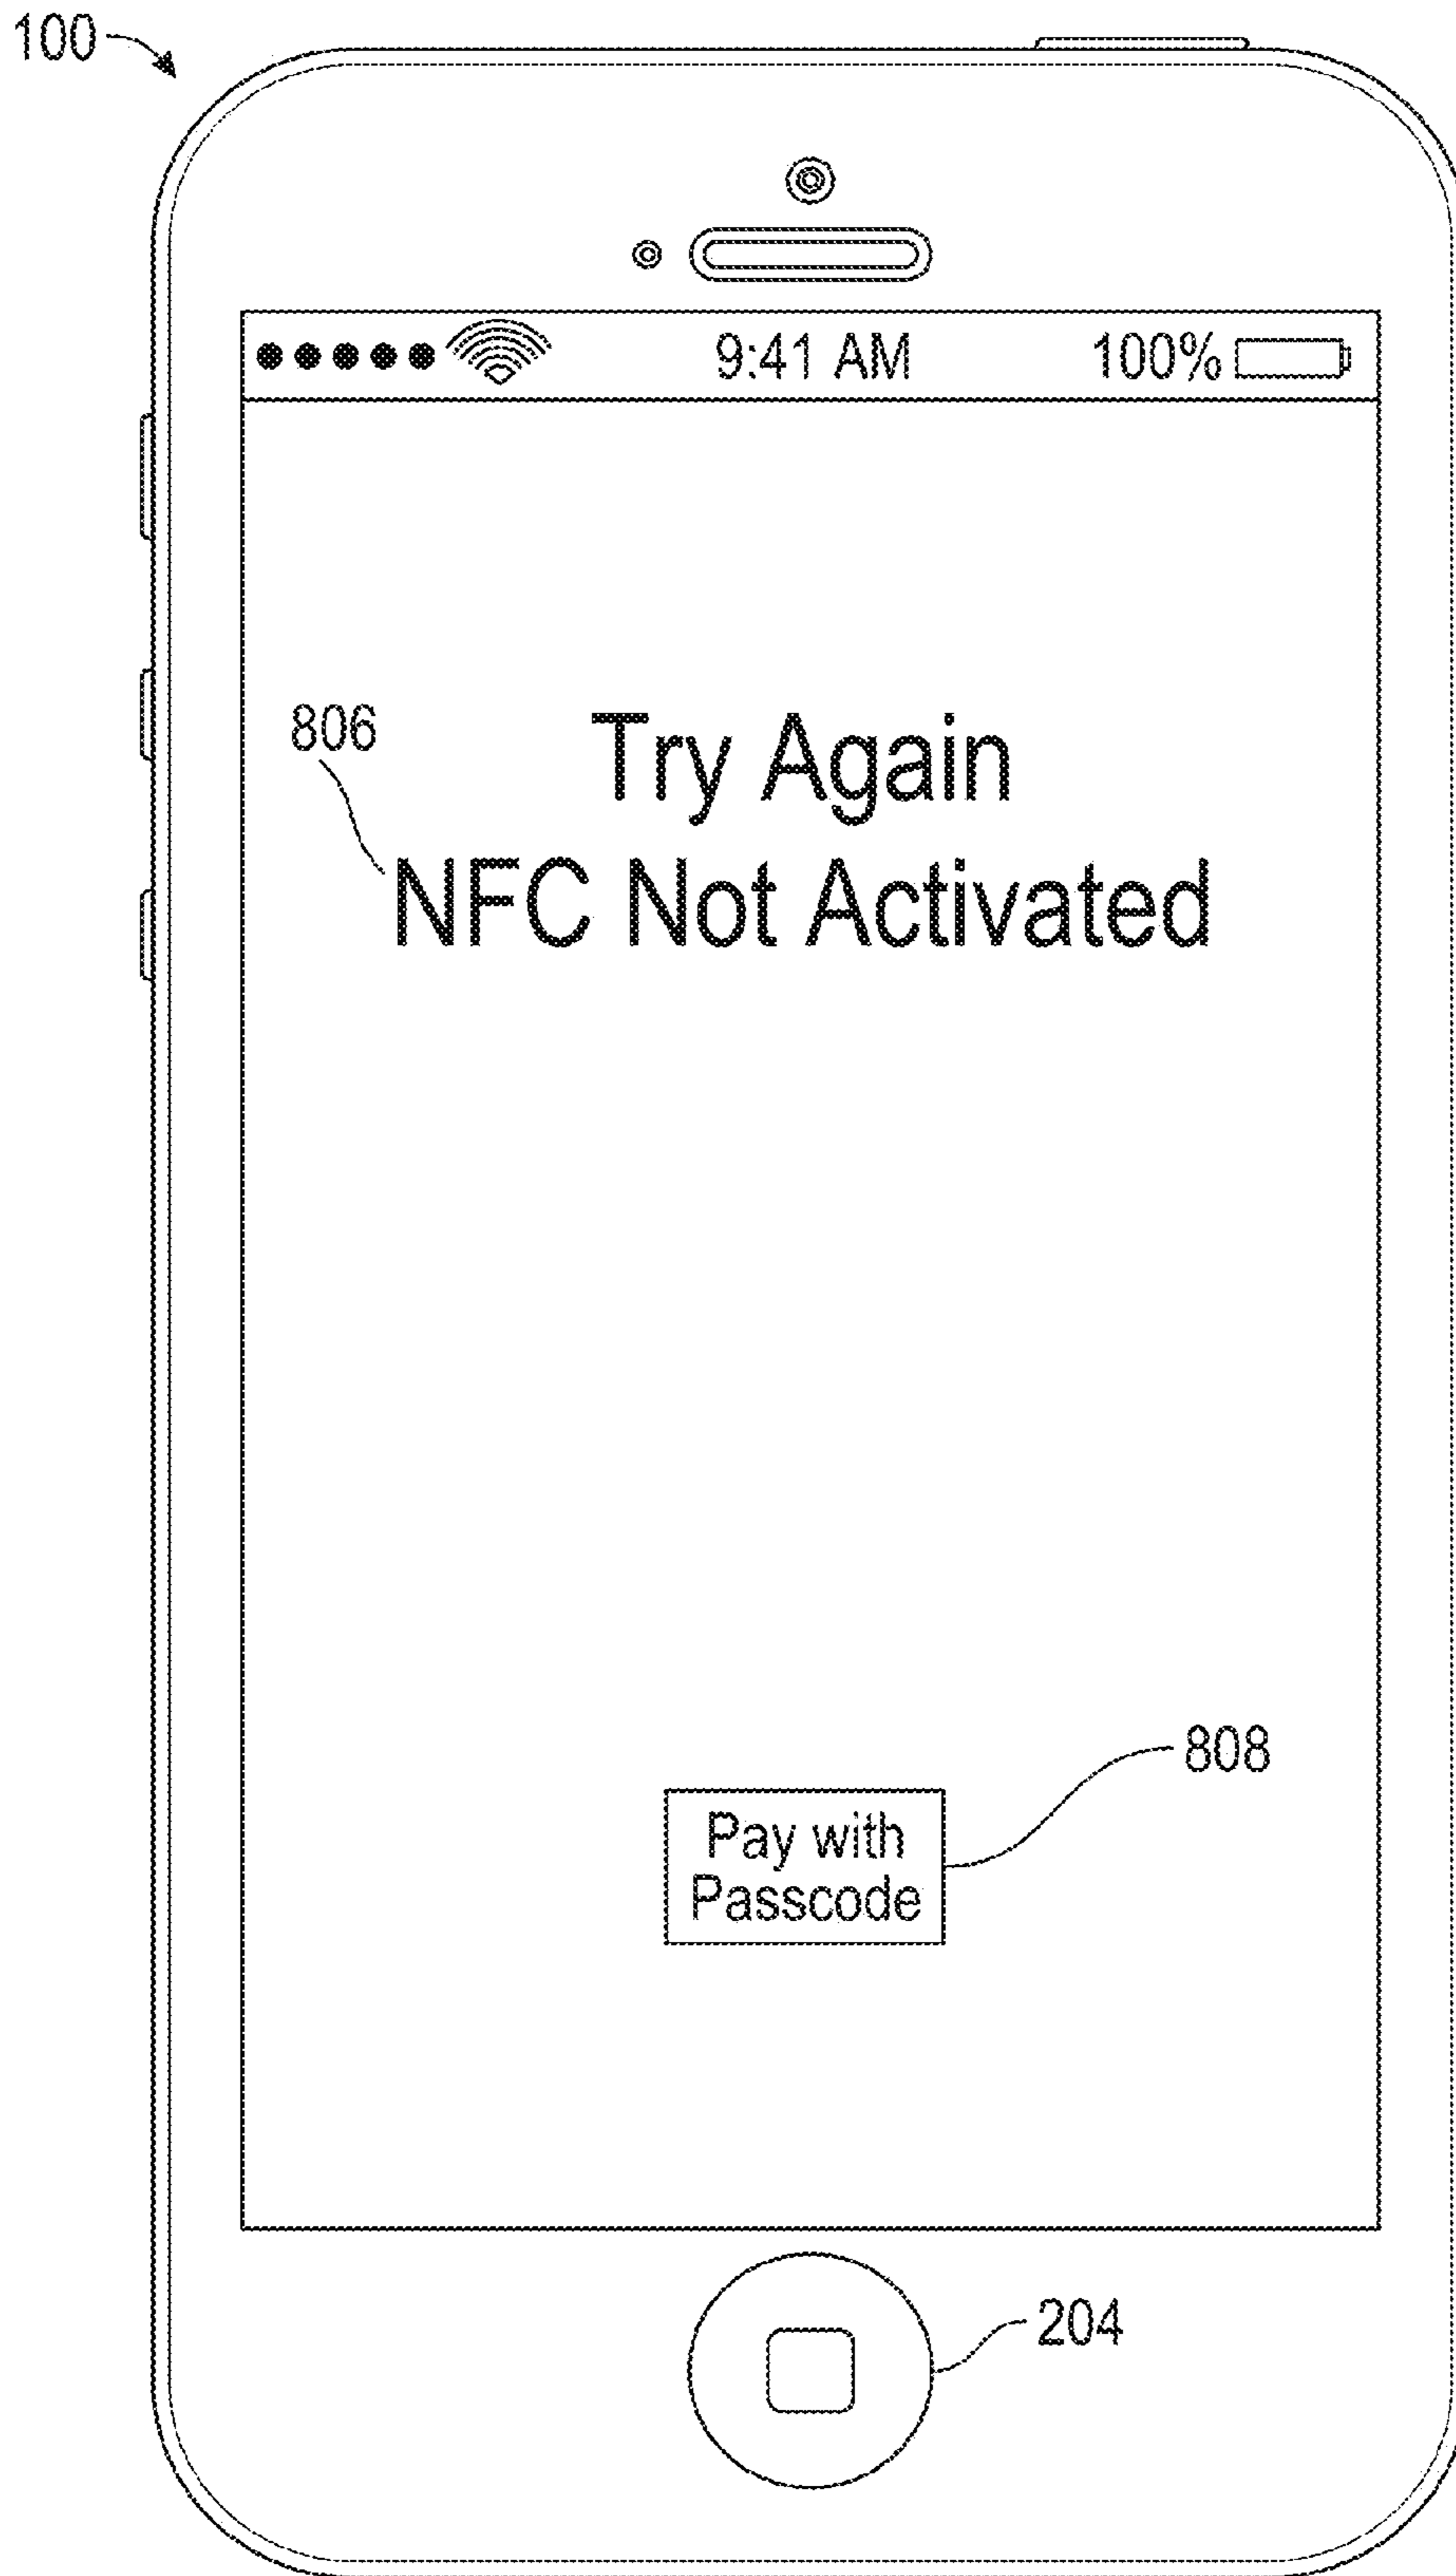 100
9:41 AM 100%
806
Try Again
NFC Not Activated
808
Pay with
Passcode
204